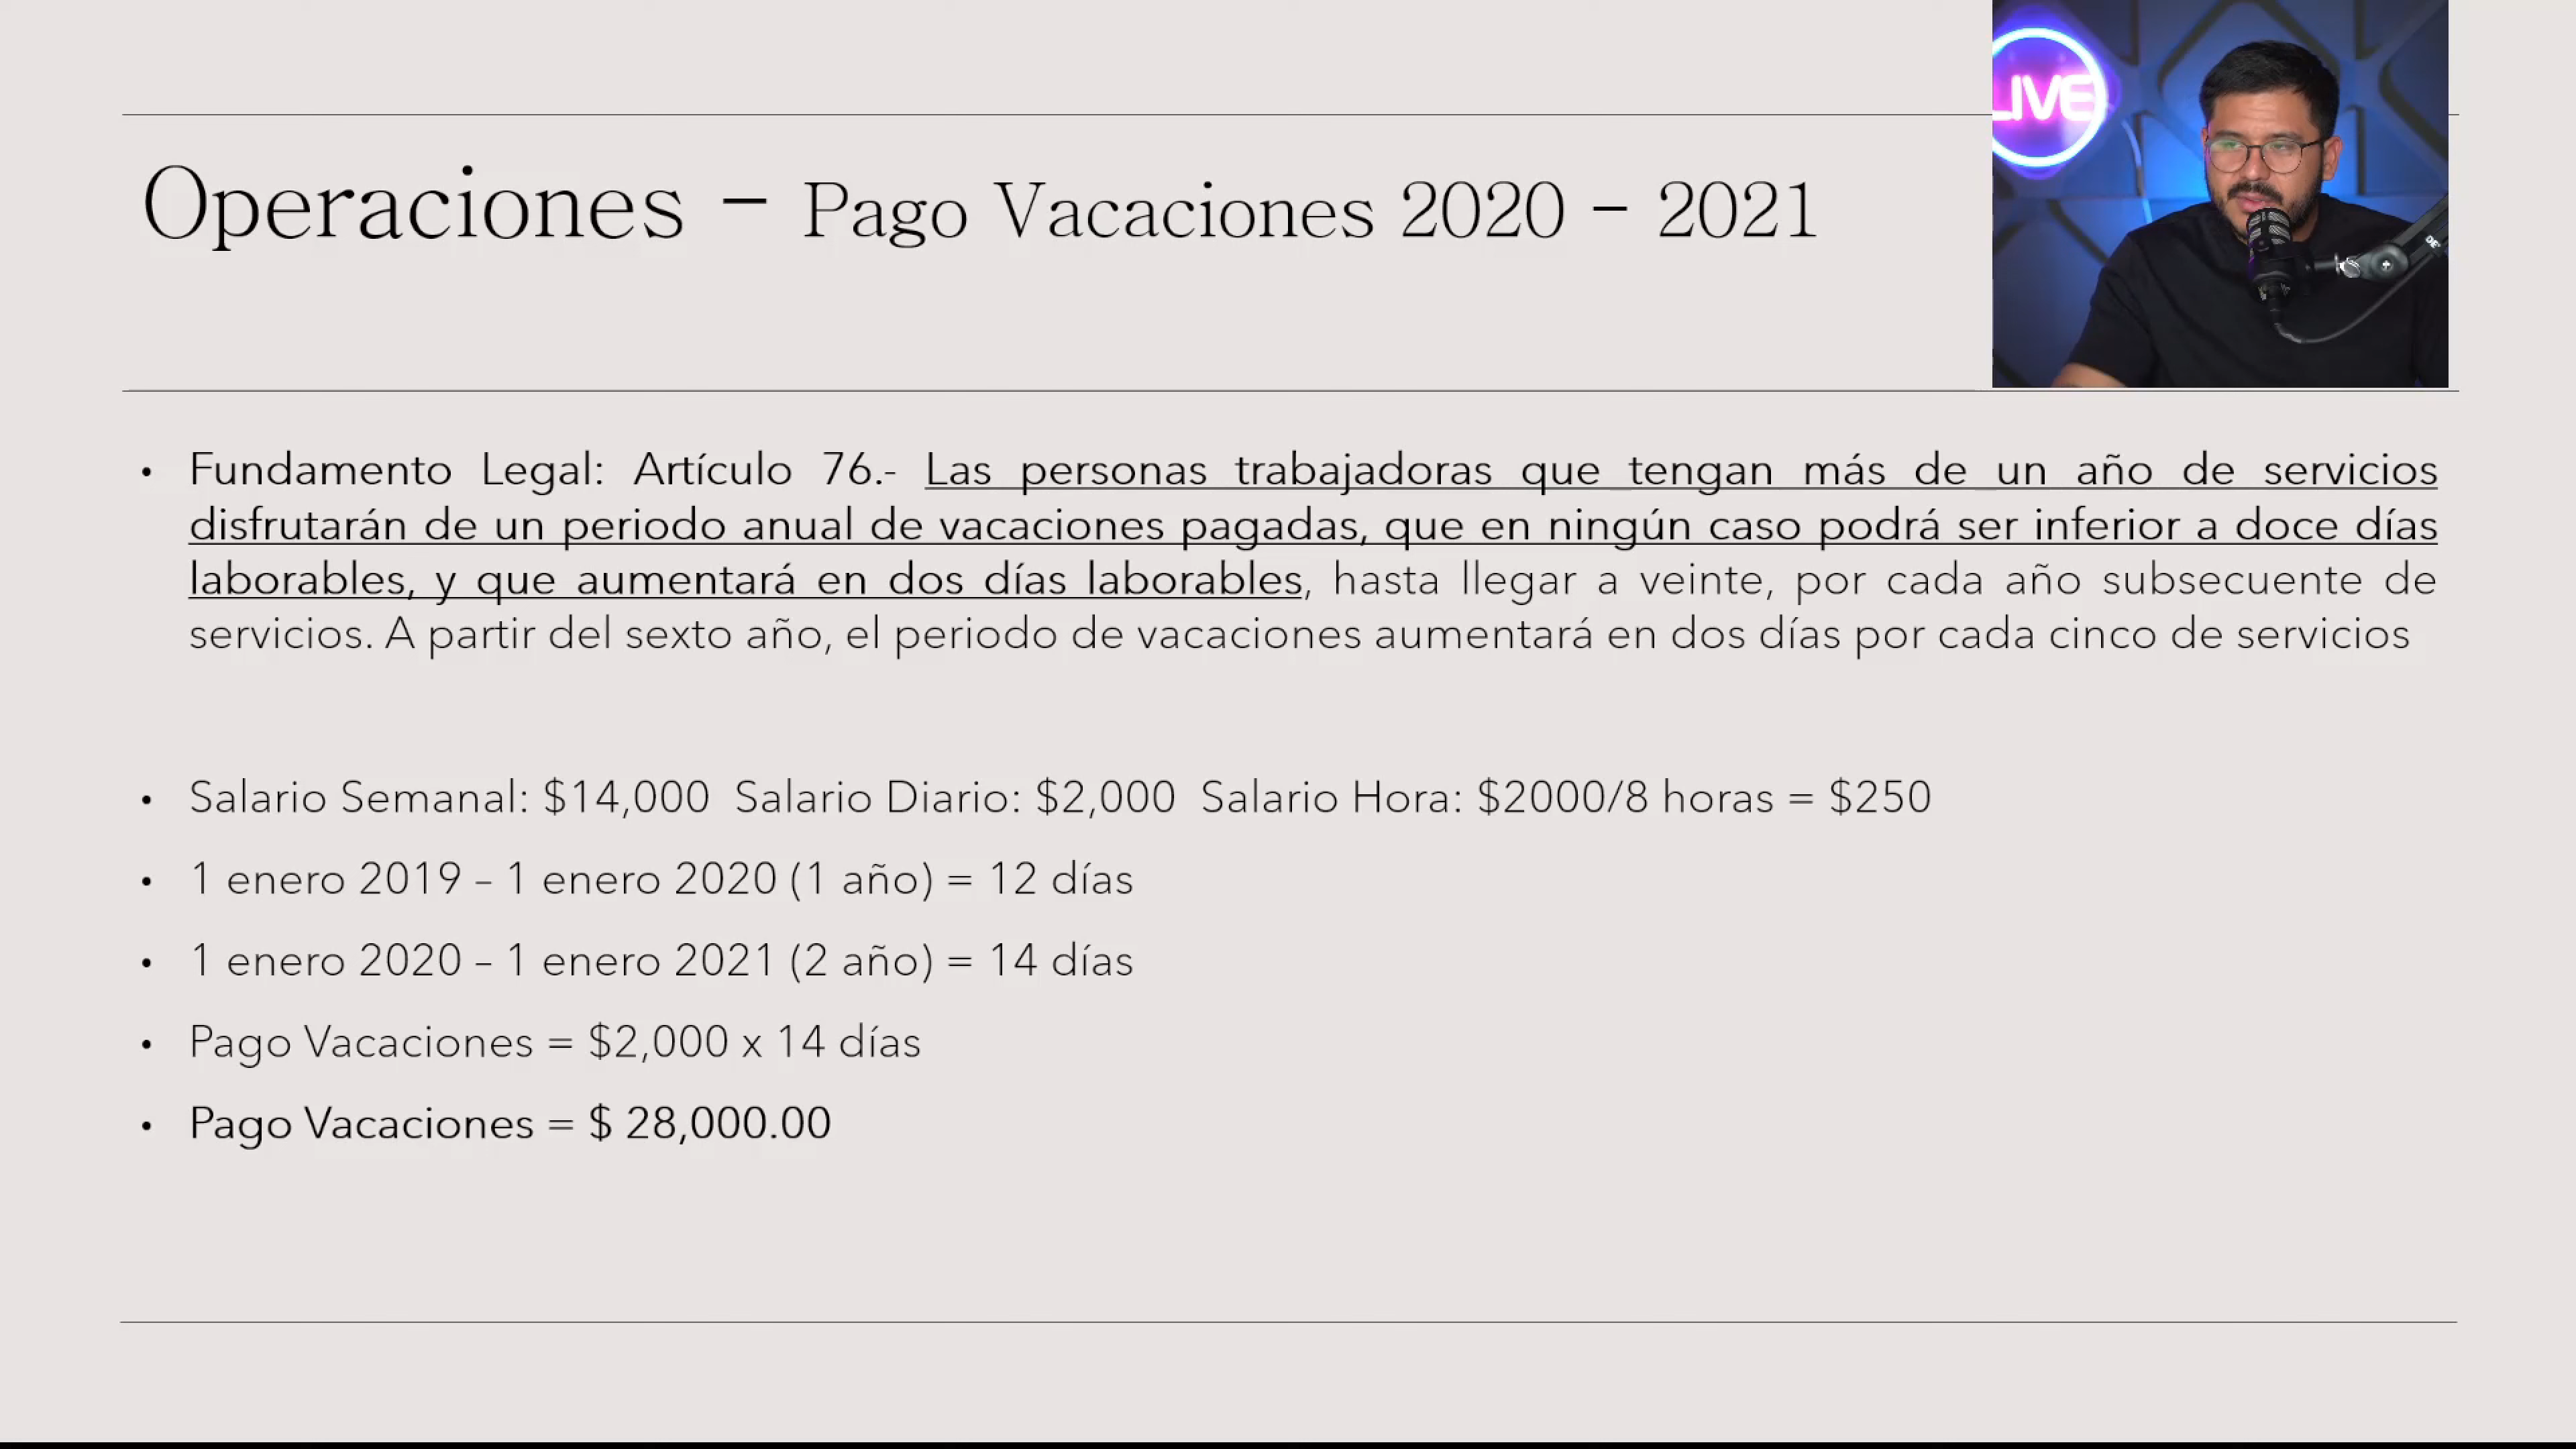 LIVE
Operaciones – Pago Vacaciones 2020 – 2021
• Fundamento Legal: Artículo 76.- Las personas trabajadoras que tengan más de un año de servicios
disfrutarán de un periodo anual de vacaciones pagadas, que en ningún caso podrá ser inferior a doce días
laborables, y que aumentará en dos días laborables, hasta llegar a veinte, por cada año subsecuente de
servicios. A partir del sexto año, el periodo de vacaciones aumentará en dos días por cada cinco de servicios
• Salario Semanal: $14,000 Salario Diario: $2,000 Salario Hora: $2000/8 horas = $250
• 1 enero 2019 – 1 enero 2020 (1 año) = 12 días
• 1 enero 2020 – 1 enero 2021 (2 año) = 14 días
• Pago Vacaciones = $2,000 x 14 días
• Pago Vacaciones = $ 28,000.00